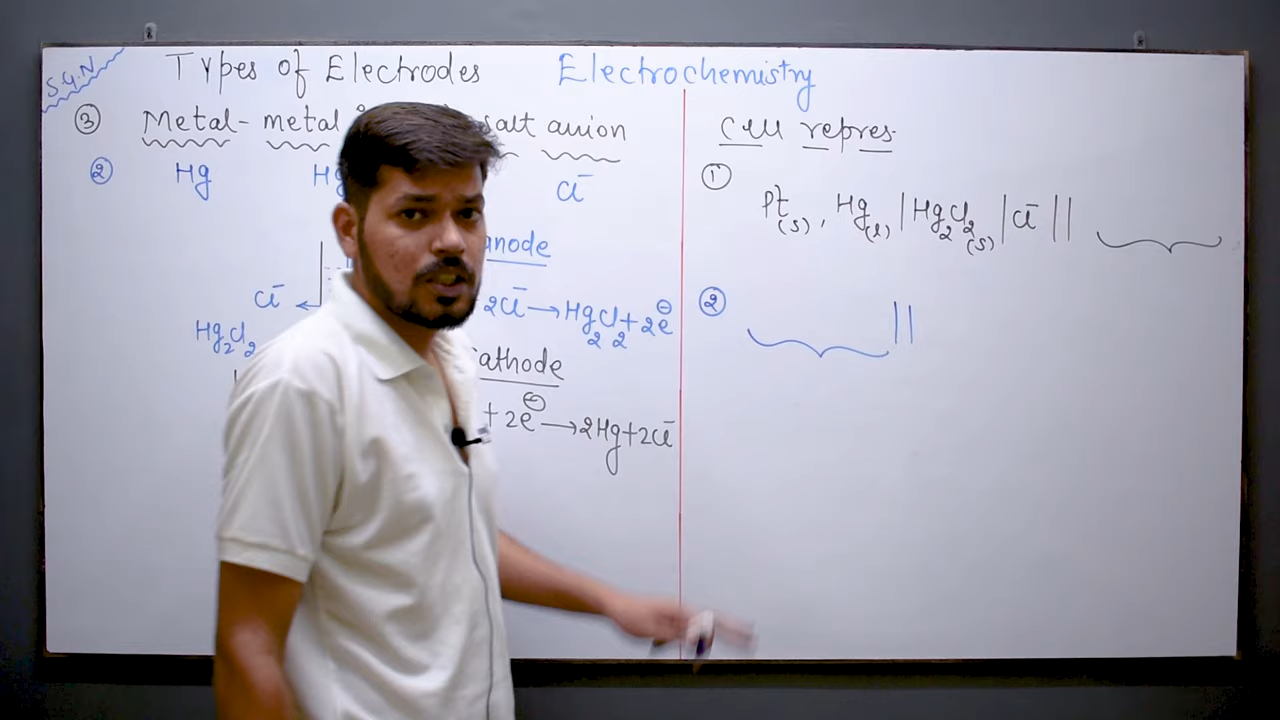 S.G.N
Types of Electrodes
Electrochemistry
③ Metal - metal salt anion
② Hg Cl⁻
anode
Cl⁻ ←
2Cl⁻ → Hg₂Cl₂ + 2e⊖
Hg₂Cl₂
+ 2e⊖ → 2Hg + 2Cl⁻
Cell repres.
①
Pt(s), Hg(l) | Hg₂Cl₂(s) | Cl⁻ ||
②
||